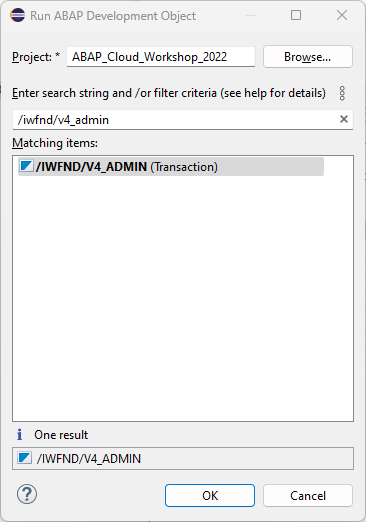 Run ABAP Development Object
Project: * ABAP_Cloud_Workshop_2022 Browse...
Enter search string and /or filter criteria (see help for details)
/iwfnd/v4_admin
Matching items:
/IWFND/V4_ADMIN (Transaction)
One result
/IWFND/V4_ADMIN
OK Cancel